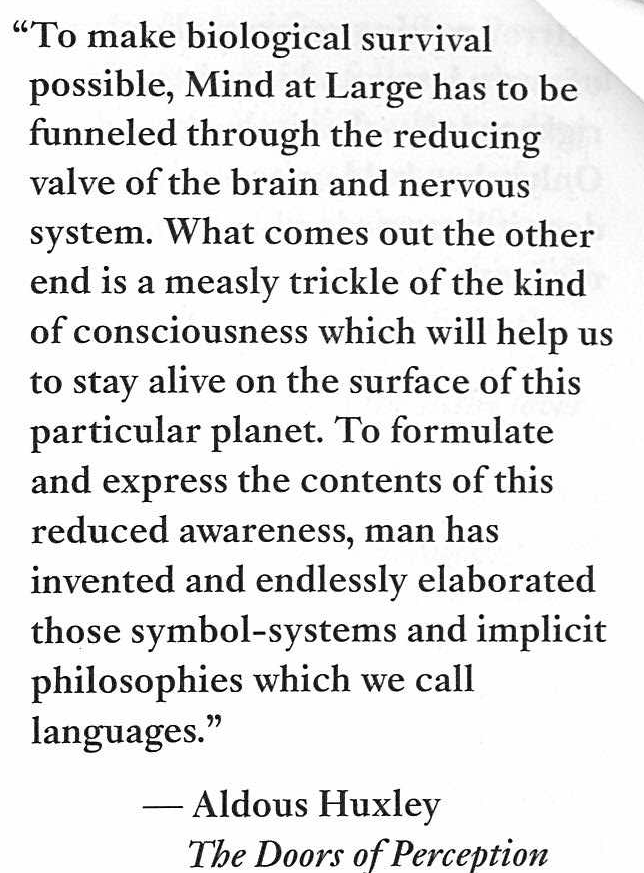 “To make biological survival
possible, Mind at Large has to be
funneled through the reducing
valve of the brain and nervous
system. What comes out the other
end is a measly trickle of the kind
of consciousness which will help us
to stay alive on the surface of this
particular planet. To formulate
and express the contents of this
reduced awareness, man has
invented and endlessly elaborated
those symbol-systems and implicit
philosophies which we call
languages.”
— Aldous Huxley
The Doors of Perception